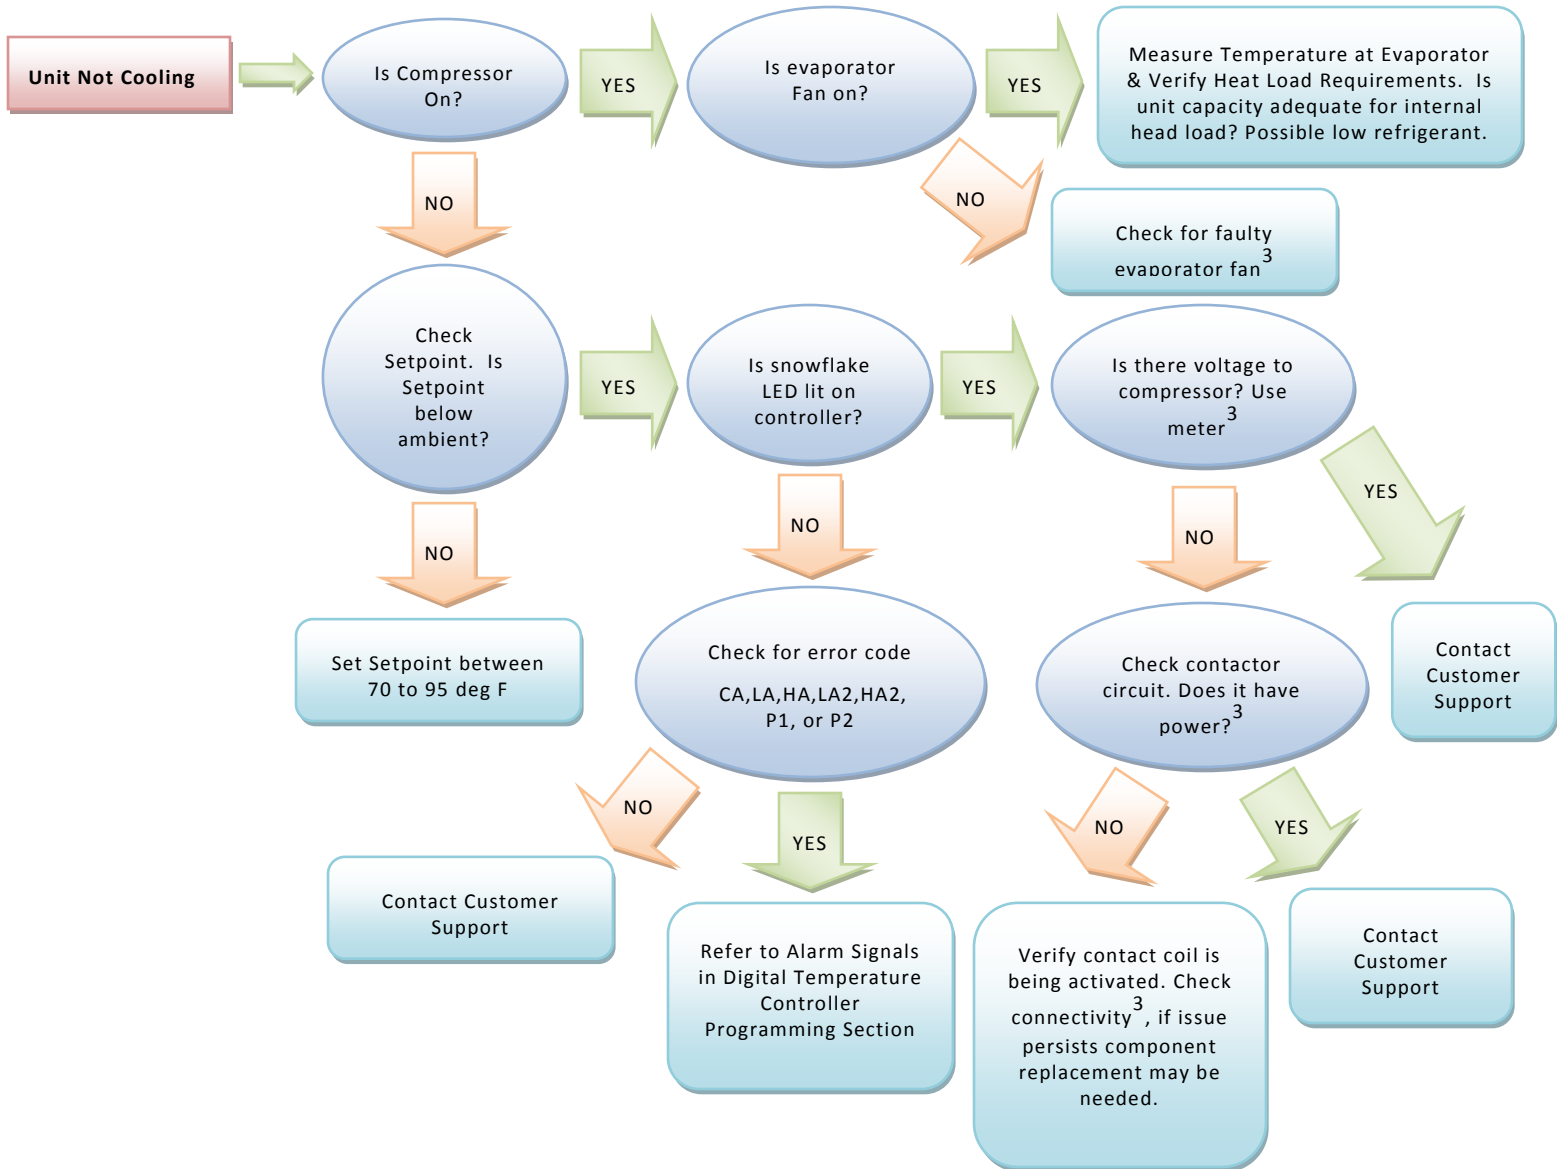 Unit Not Cooling
Is Compressor
On?
YES
Is evaporator
Fan on?
YES
Measure Temperature at Evaporator
& Verify Heat Load Requirements.  Is
unit capacity adequate for internal
head load? Possible low refrigerant.
NO
NO
Check for faulty
evaporator fan3
Check
Setpoint.  Is
Setpoint
below
ambient?
YES
Is snowflake
LED lit on
controller?
YES
Is there voltage to
compressor? Use
meter3
YES
NO
NO
NO
Set Setpoint between
70 to 95 deg F
Check for error code
CA,LA,HA,LA2,HA2,
P1, or P2
Check contactor
circuit. Does it have
power?3
Contact
Customer
Support
NO
YES
NO
YES
Contact Customer
Support
Refer to Alarm Signals
in Digital Temperature
Controller
Programming Section
Verify contact coil is
being activated. Check
connectivity3, if issue
persists component
replacement may be
needed.
Contact
Customer
Support